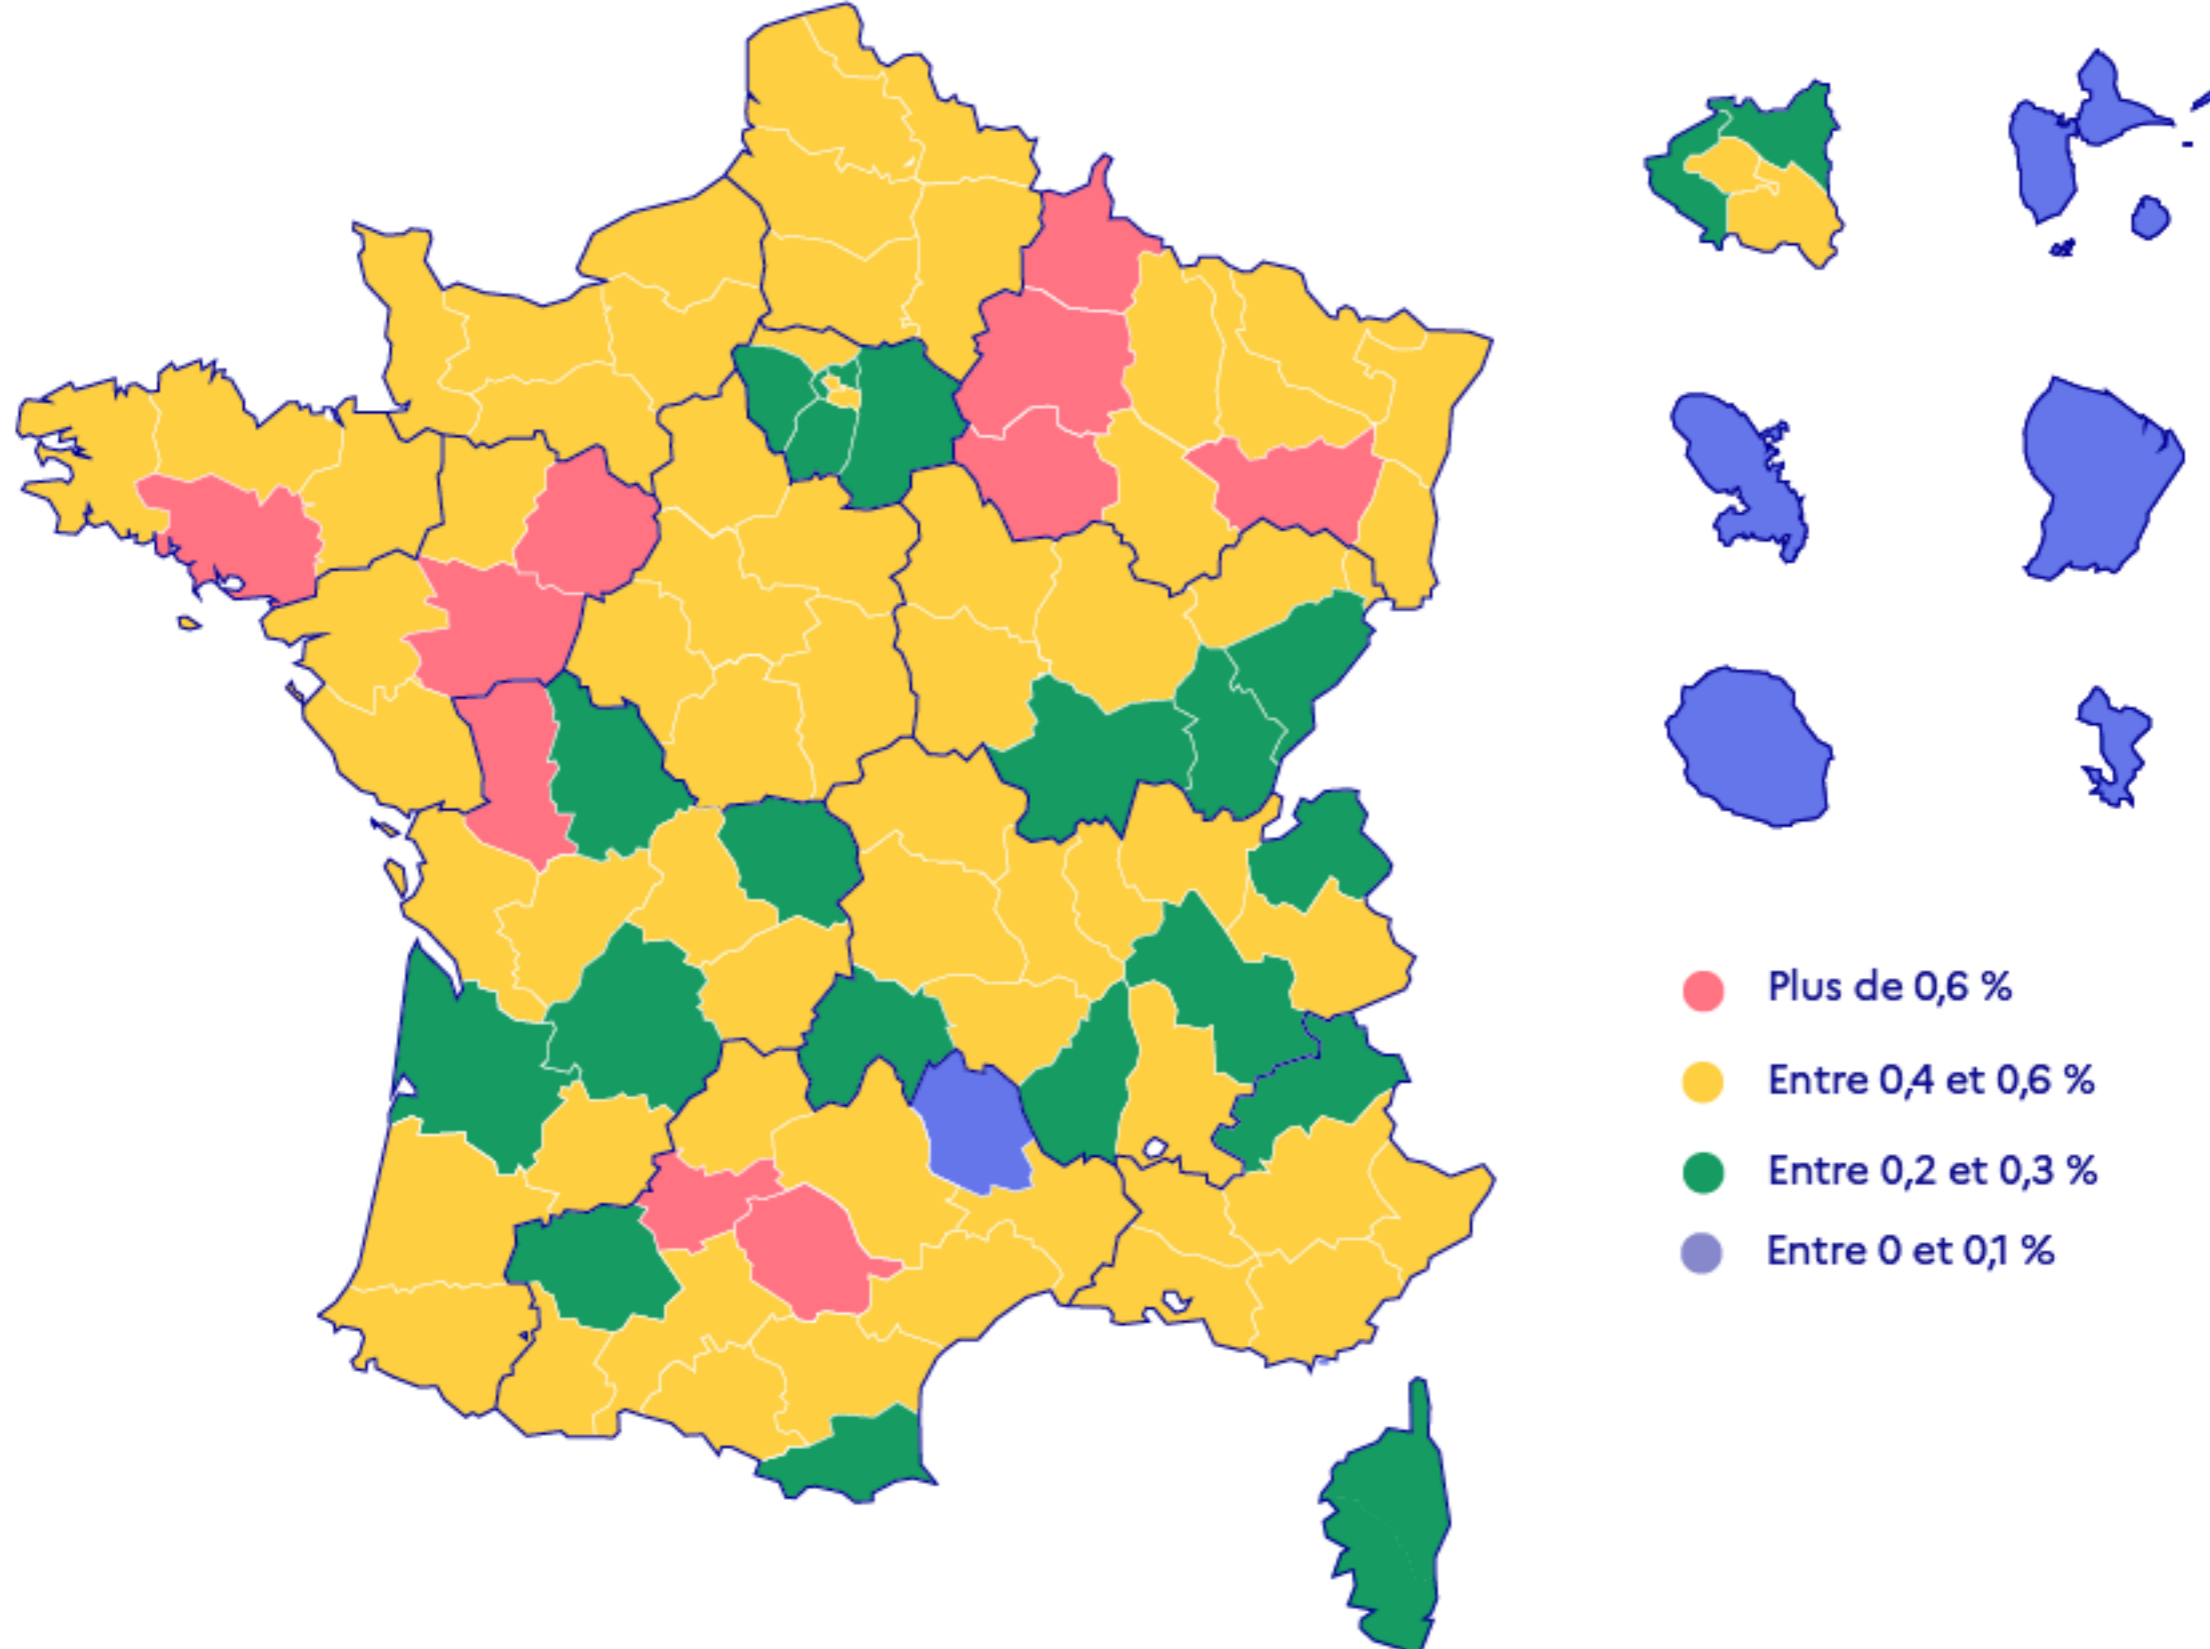 Plus de 0,6 %
Entre 0,4 et 0,6 %
Entre 0,2 et 0,3 %
Entre 0 et 0,1 %